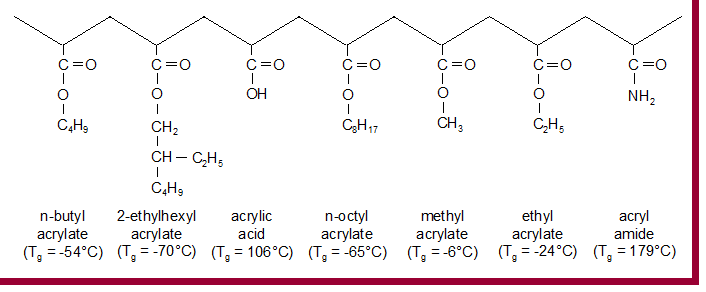 C=O C=O C=O C=O C=O C=O C=O
O O OH O O O NH₂
C₄H₉ CH₂ C₈H₁₇ CH₃ C₂H₅
CH – C₂H₅
C₄H₉
n-butyl 2-ethylhexyl acrylic n-octyl methyl ethyl acryl
acrylate acrylate acid acrylate acrylate acrylate amide
(Tg = -54°C) (Tg = -70°C) (Tg = 106°C) (Tg = -65°C) (Tg = -6°C) (Tg = -24°C) (Tg = 179°C)